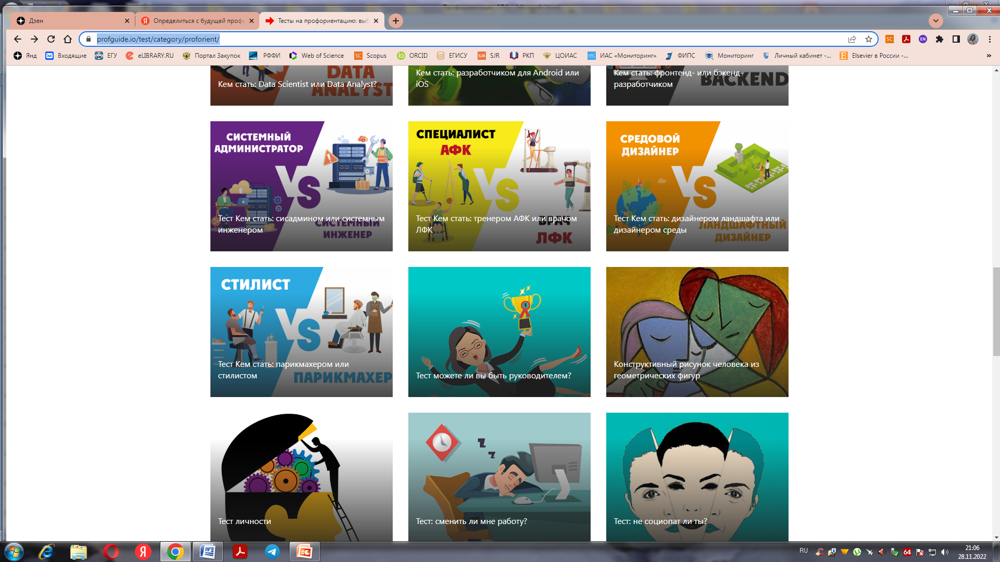 Дзен
Определиться с будущей профе
Тесты на профориентацию: выб
profguide.io/test/category/proforient/
Янд
Входящие
ЕГУ
eLIBRARY.RU
Портал Закупок
РФФИ
Web of Science
Scopus
ORCID
ЕГИСУ
SJR
РКП
ЦОИАС
ИАС «Мониторинг»
ФИПС
Мониторинг
Личный кабинет -...
Elsevier в России -...
DATA
ANALYST
Кем стать: Data Scientist или Data Analyst?
Кем стать: разработчиком для Android или
iOS
BACKEND
Кем стать: фронтенд- или бэкенд-
разработчиком
СИСТЕМНЫЙ
АДМИНИСТРАТОР
VS
СИСТЕМНЫЙ
ИНЖЕНЕР
Тест Кем стать: сисадмином или системным
инженером
СПЕЦИАЛИСТ
АФК
VS
ВРАЧ
ЛФК
Тест Кем стать: тренером АФК или врачом
ЛФК
СРЕДОВОЙ
ДИЗАЙНЕР
VS
ЛАНДШАФТНЫЙ
ДИЗАЙНЕР
Тест Кем стать: дизайнером ландшафта или
дизайнером среды
СТИЛИСТ
VS
ПАРИКМАХЕР
Тест Кем стать: парикмахером или
стилистом
1
Тест можете ли вы быть руководителем?
Конструктивный рисунок человека из
геометрических фигур
Тест личности
Z
Z
Тест: сменить ли мне работу?
Тест: не социопат ли ты?
RU
64
21:06
28.11.2022